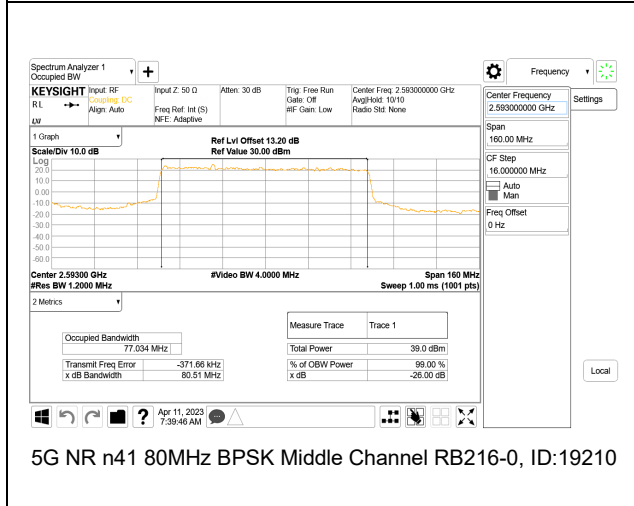 Spectrum Analyzer 1
Occupied BW
+
Frequency
KEYSIGHT Input: RF Input Z: 50 Ω Atten: 30 dB Trig: Free Run Center Freq: 2.593000000 GHz
RL Coupling: DC Gate: Off Avg|Hold: 10/10
Align: Auto Freq Ref: Int (S) #IF Gain: Low Radio Std: None
NFE: Adaptive
Center Frequency
2.593000000 GHz
Settings
Span
160.00 MHz
CF Step
16.000000 MHz
Auto
Man
Freq Offset
0 Hz
1 Graph
Scale/Div 10.0 dB
Ref Lvl Offset 13.20 dB
Ref Value 30.00 dBm
Log
20.0
10.0
0.00
-10.0
-20.0
-30.0
-40.0
-50.0
-60.0
Center 2.59300 GHz #Video BW 4.0000 MHz Span 160 MHz
#Res BW 1.2000 MHz Sweep 1.00 ms (1001 pts)
2 Metrics
Measure Trace Trace 1
Occupied Bandwidth
77.034 MHz
Total Power 39.0 dBm
Transmit Freq Error -371.66 kHz % of OBW Power 99.00 %
x dB Bandwidth 80.51 MHz x dB -26.00 dB
Local
? Apr 11, 2023
7:39:46 AM
5G NR n41 80MHz BPSK Middle Channel RB216-0, ID:19210